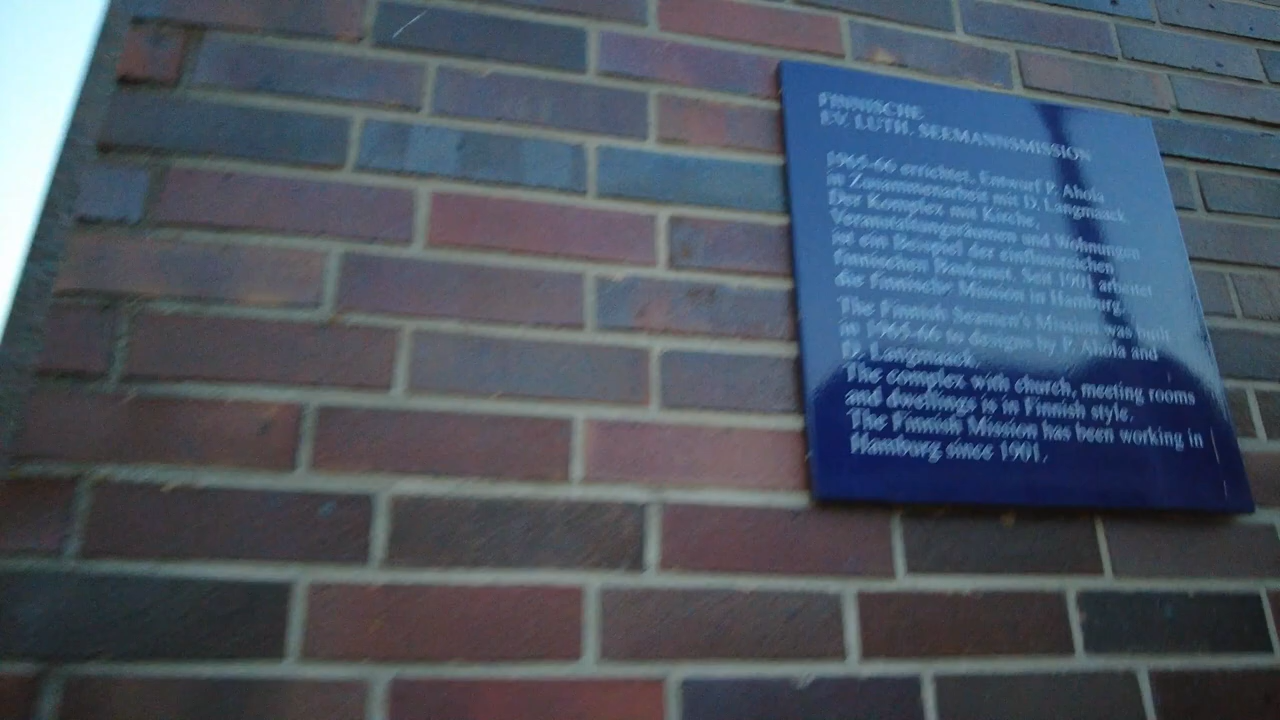 FINNISCHE
EV. LUTH. SEEMANNSMISSION
1965-66 errichtet. Entwurf P. Ahola
in Zusammenarbeit mit D. Langmaack.
Der Komplex mit Kirche,
Veranstaltungsräumen und Wohnungen
ist ein Beispiel der einflussreichen
finnischen Baukunst. Seit 1901 arbeitet
die Finnische Mission in Hamburg.
The Finnish Seamen's Mission was built
in 1965-66 to designs by P. Ahola and
D. Langmaack.
The complex with church, meeting rooms
and dwellings is in Finnish style.
The Finnish Mission has been working in
Hamburg since 1901.